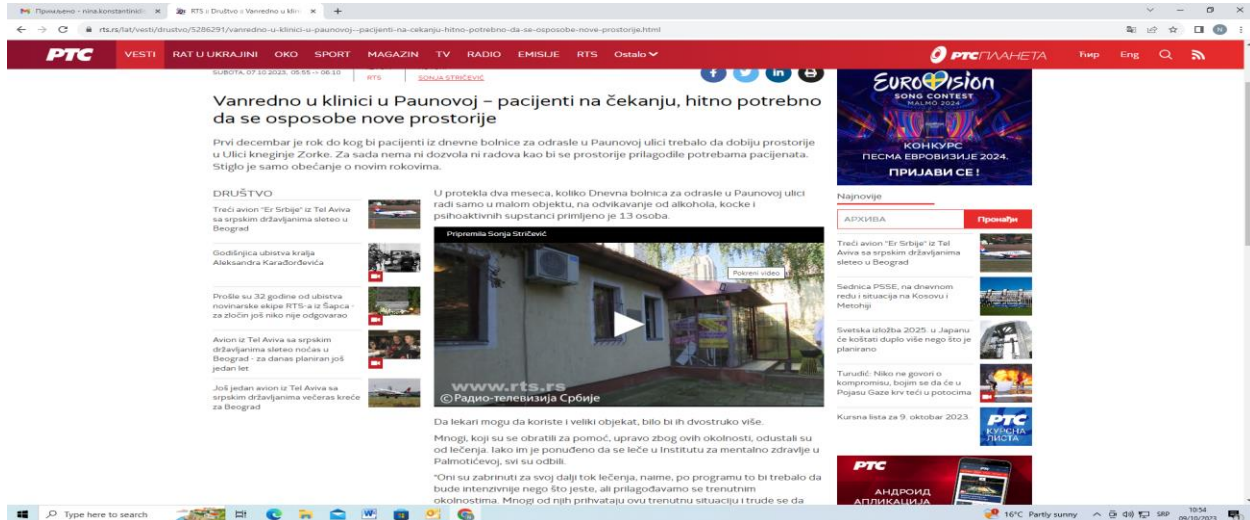 Примљено - nina.konstantinidis
RTS :: Društvo :: Vanredno u klini
rts.rs/lat/vesti/drustvo/5286291/vanredno-u-klinici-u-paunovoj--pacijenti-na-cekanju-hitno-potrebno-da-se-osposobe-nove-prostorije.html
РТС VESTI RAT U UKRAJINI OKO SPORT MAGAZIN TV RADIO EMISIJE RTS Ostalo РТСПЛАНЕТА Ћир Eng
SUBOTA, 07.10.2023, 05:55 -> 06:10
RTS
SONJA STRIČEVIĆ
Vanredno u klinici u Paunovoj – pacijenti na čekanju, hitno potrebno
da se osposobe nove prostorije
Prvi decembar je rok do kog bi pacijenti iz dnevne bolnice za odrasle u Paunovoj ulici trebalo da dobiju prostorije
u Ulici kneginje Zorke. Za sada nema ni dozvola ni radova kao bi se prostorije prilagodile potrebama pacijenata.
Stiglo je samo obećanje o novim rokovima.
DRUŠTVO
Treći avion "Er Srbije" iz Tel Aviva
sa srpskim državljanima sleteo u
Beograd
Godišnjica ubistva kralja
Aleksandra Karađorđevića
Prošle su 32 godine od ubistva
novinarske ekipe RTS-a iz Šapca -
za zločin još niko nije odgovarao
Avion iz Tel Aviva sa srpskim
državljanima sleteo noćas u
Beograd - za danas planiran još
jedan let
Još jedan avion iz Tel Aviva sa
srpskim državljanima večeras kreće
za Beograd
U protekla dva meseca, koliko Dnevna bolnica za odrasle u Paunovoj ulici
radi samo u malom objektu, na odvikavanje od alkohola, kocke i
psihoaktivnih supstanci primljeno je 13 osoba.
Pripremila Sonja Stričević
Pokreni video
www.rts.rs
© Радио-телевизија Србије
Da lekari mogu da koriste i veliki objekat, bilo bi ih dvostruko više.
Mnogi, koji su se obratili za pomoć, upravo zbog ovih okolnosti, odustali su
od lečenja. Iako im je ponuđeno da se leče u Institutu za mentalno zdravlje u
Palmotićevoj, svi su odbili.
"Oni su zabrinuti za svoj dalji tok lečenja, naime, po programu to bi trebalo da
bude intenzivnije nego što jeste, ali prilagođavamo se trenutnim
okolnostima. Mnogi od njih prihvataju ovu trenutnu situaciju i trude se da
EUROVISION
SONG CONTEST
MALMÖ 2024
КОНКУРС
ПЕСМА ЕВРОВИЗИЈЕ 2024.
ПРИЈАВИ СЕ !
Najnovije
АРХИВА Пронађи
Treći avion "Er Srbije" iz Tel
Aviva sa srpskim državljanima
sleteo u Beograd
Sednica PSSE, na dnevnom
redu i situacija na Kosovu i
Metohiji
Svetska izložba 2025. u Japanu
će koštati duplo više nego što je
planirano
Turudić: Niko ne govori o
kompromisu, bojim se da će u
Pojasu Gaze krv teći u potocima
Kursna lista za 9. oktobar 2023.
РТС
КУРСНА
ЛИСТА
РТС
АНДРОИД
АПЛИКАЦИЈА
Type here to search
16°C Partly sunny
SRP
10:54
09/10/2023